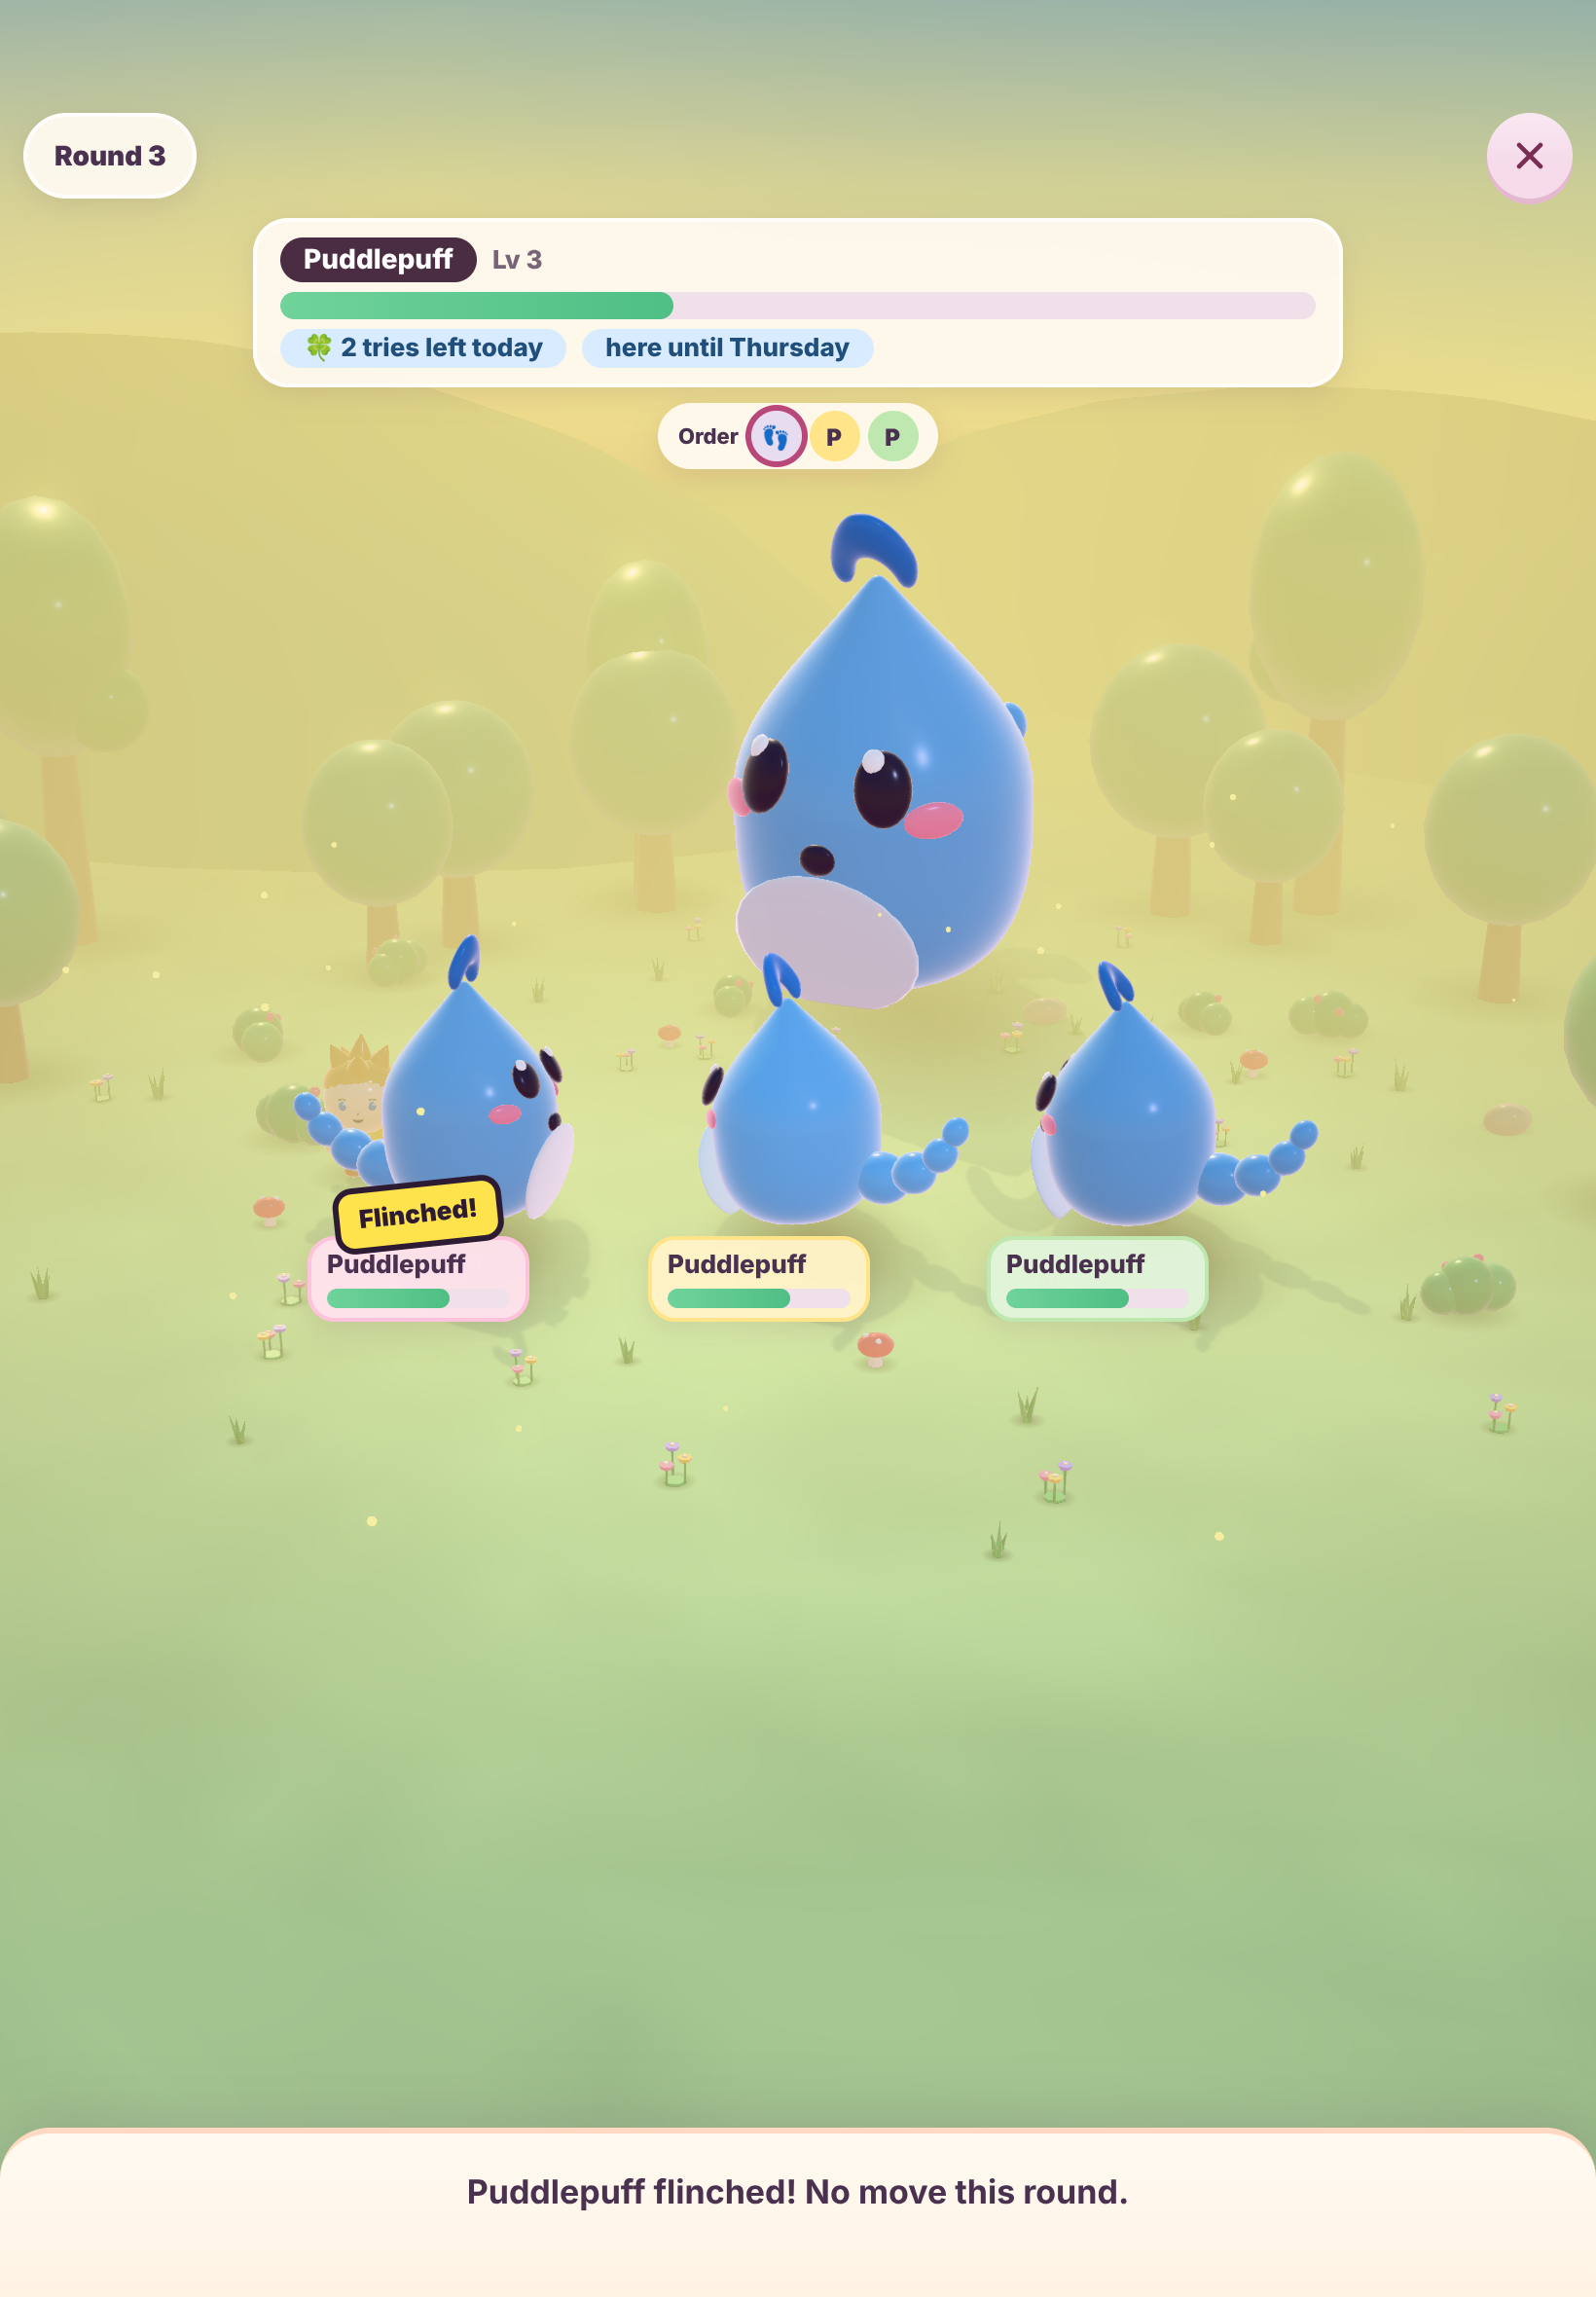 Round 3
Puddlepuff Lv 3
🍀 2 tries left today here until Thursday
Order 👣 P P
Flinched!
Puddlepuff Puddlepuff Puddlepuff
Puddlepuff flinched! No move this round.